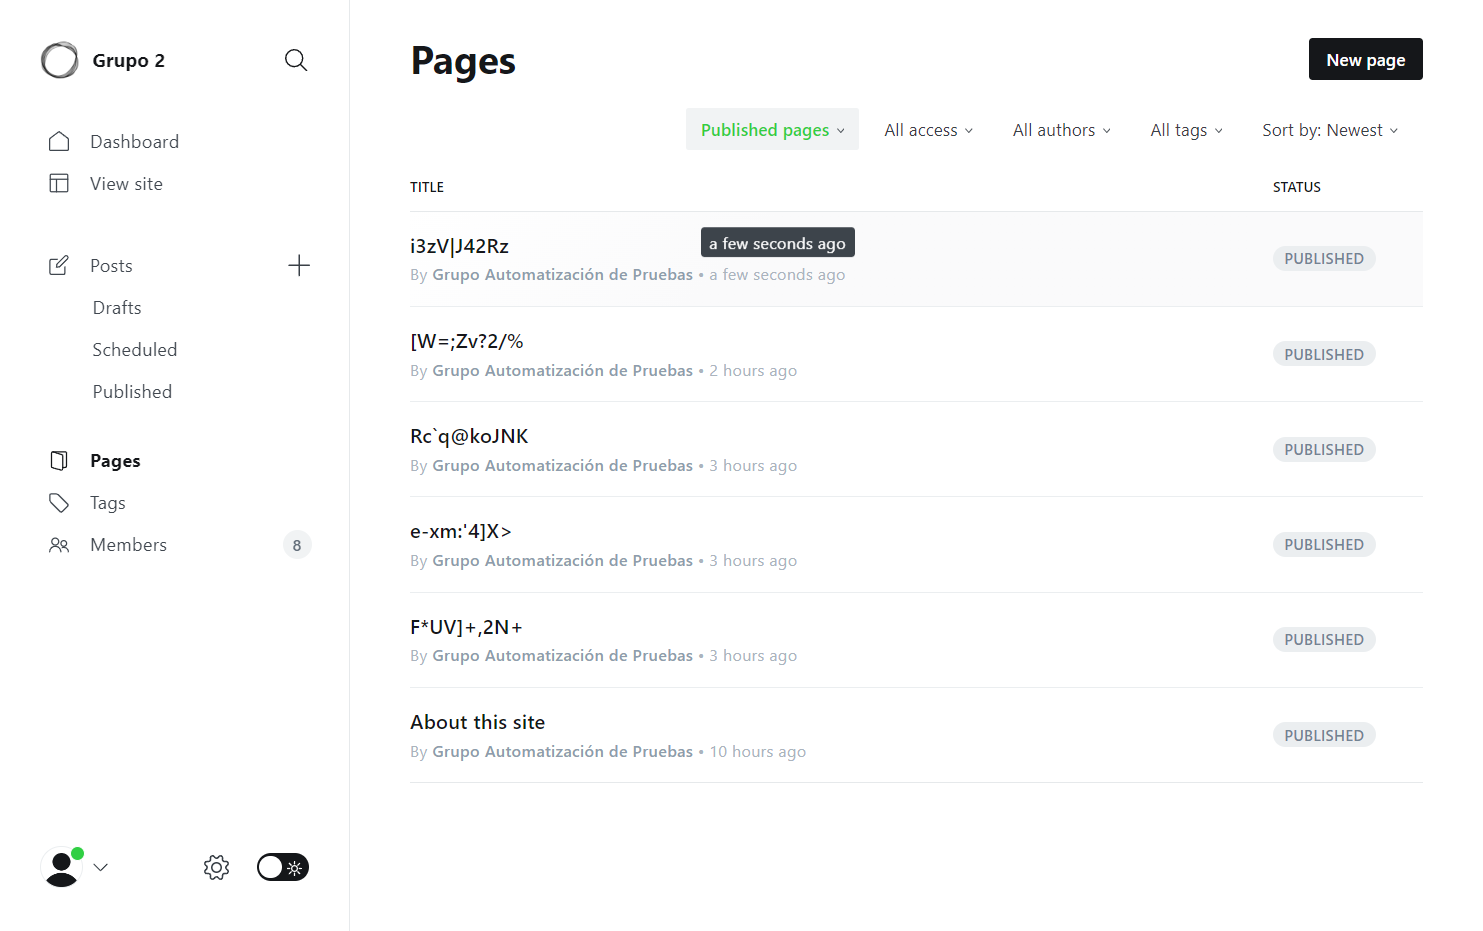 Grupo 2
Dashboard
View site
Posts
Drafts
Scheduled
Published
Pages
Tags
Members 8
Pages
New page
Published pages All access All authors All tags Sort by: Newest
TITLE STATUS
a few seconds ago
i3zV|J42Rz
By Grupo Automatización de Pruebas • a few seconds ago
PUBLISHED
[W=;Zv?2/%
By Grupo Automatización de Pruebas • 2 hours ago
PUBLISHED
Rc`q@koJNK
By Grupo Automatización de Pruebas • 3 hours ago
PUBLISHED
e-xm:'4]X>
By Grupo Automatización de Pruebas • 3 hours ago
PUBLISHED
F*UV]+,2N+
By Grupo Automatización de Pruebas • 3 hours ago
PUBLISHED
About this site
By Grupo Automatización de Pruebas • 10 hours ago
PUBLISHED